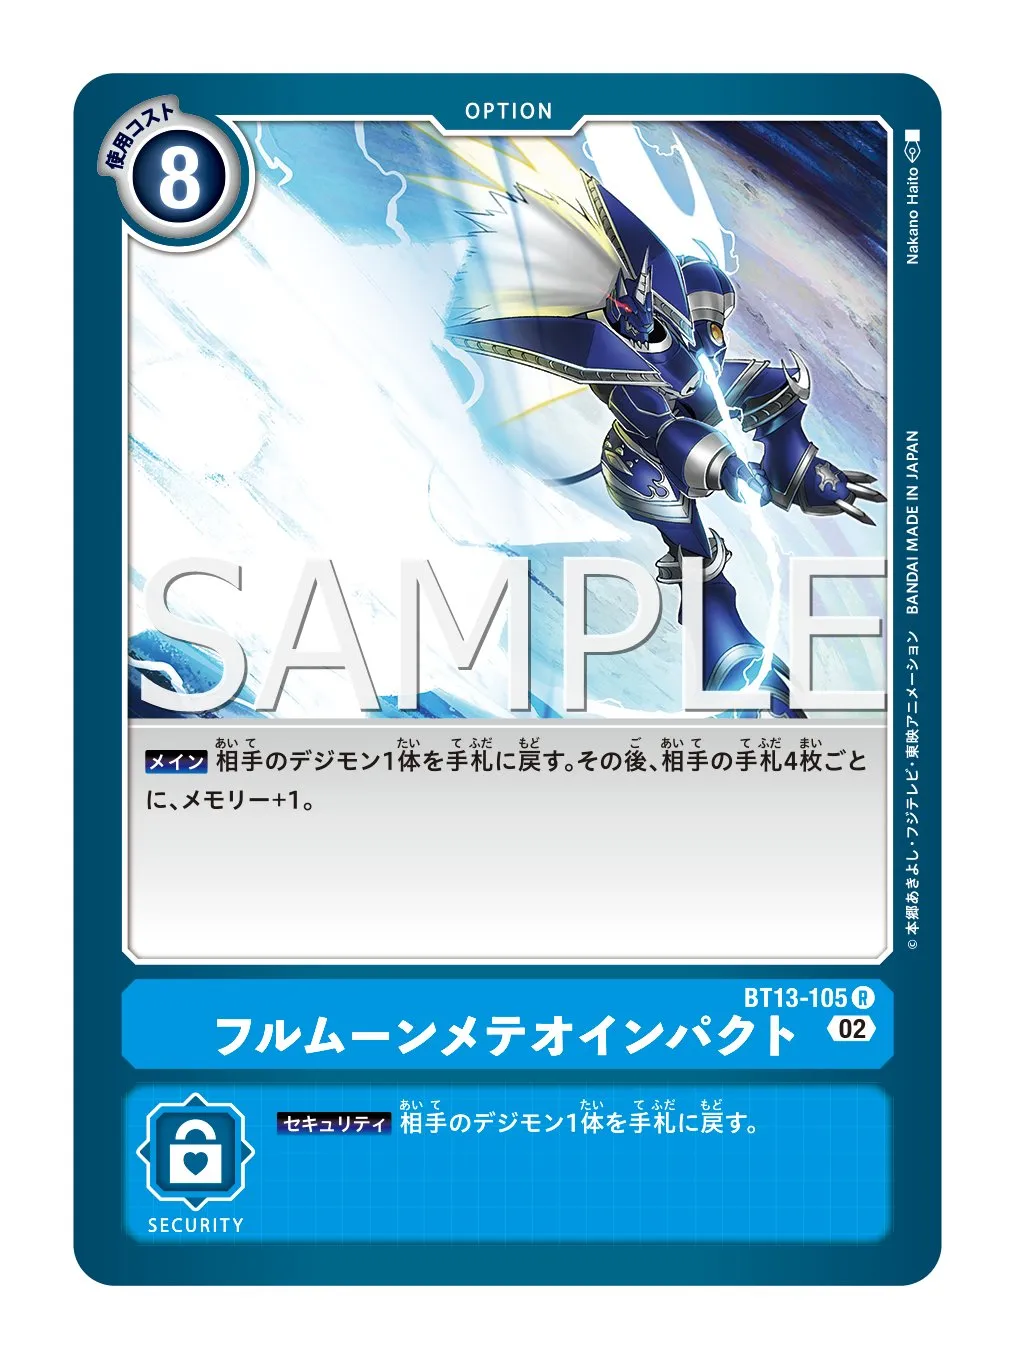 OPTION
使用コスト
8
Nakano Haito
SAMPLE
メイン 相手のデジモン1体を手札に戻す。その後、相手の手札4枚ごと
に、メモリー+1。
©本郷あきよし・フジテレビ・東映アニメーション BANDAI MADE IN JAPAN
BT13-105 R
フルムーンメテオインパクト 02
セキュリティ 相手のデジモン1体を手札に戻す。
SECURITY